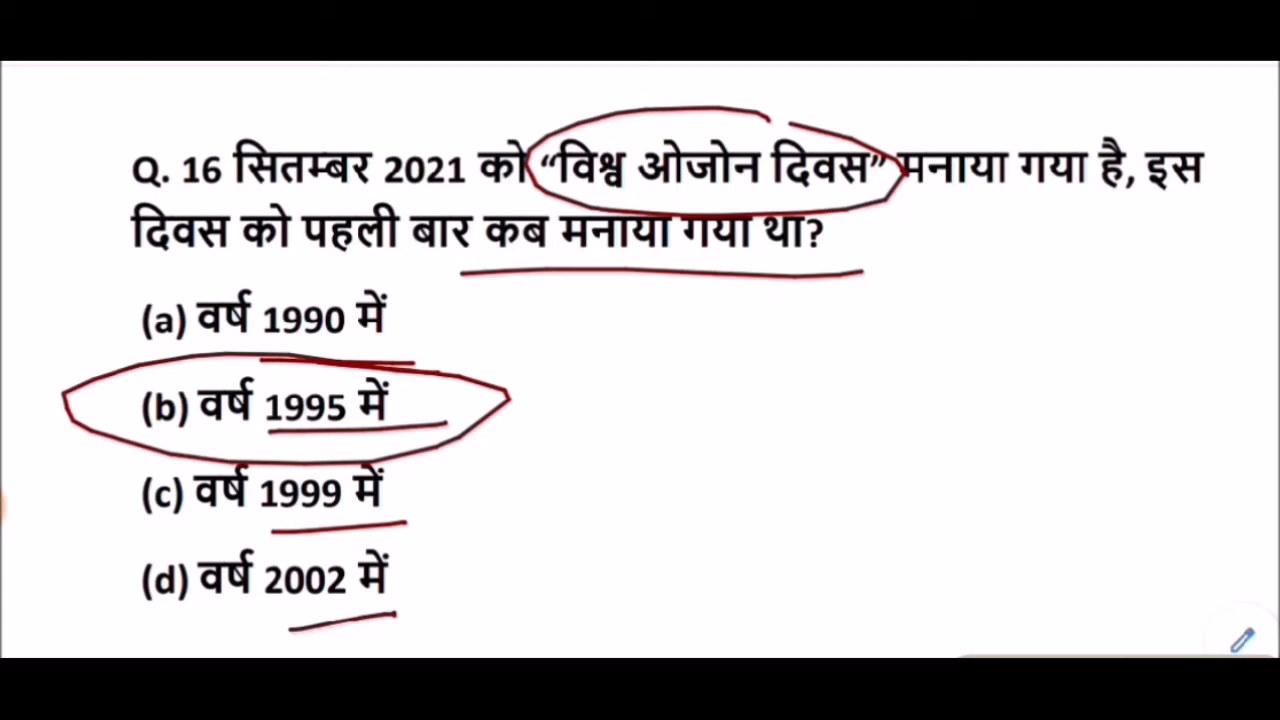 Q. 16 सितम्बर 2021 को “विश्व ओजोन दिवस” मनाया गया है, इस
दिवस को पहली बार कब मनाया गया था?
(a) वर्ष 1990 में
(b) वर्ष 1995 में
(c) वर्ष 1999 में
(d) वर्ष 2002 में